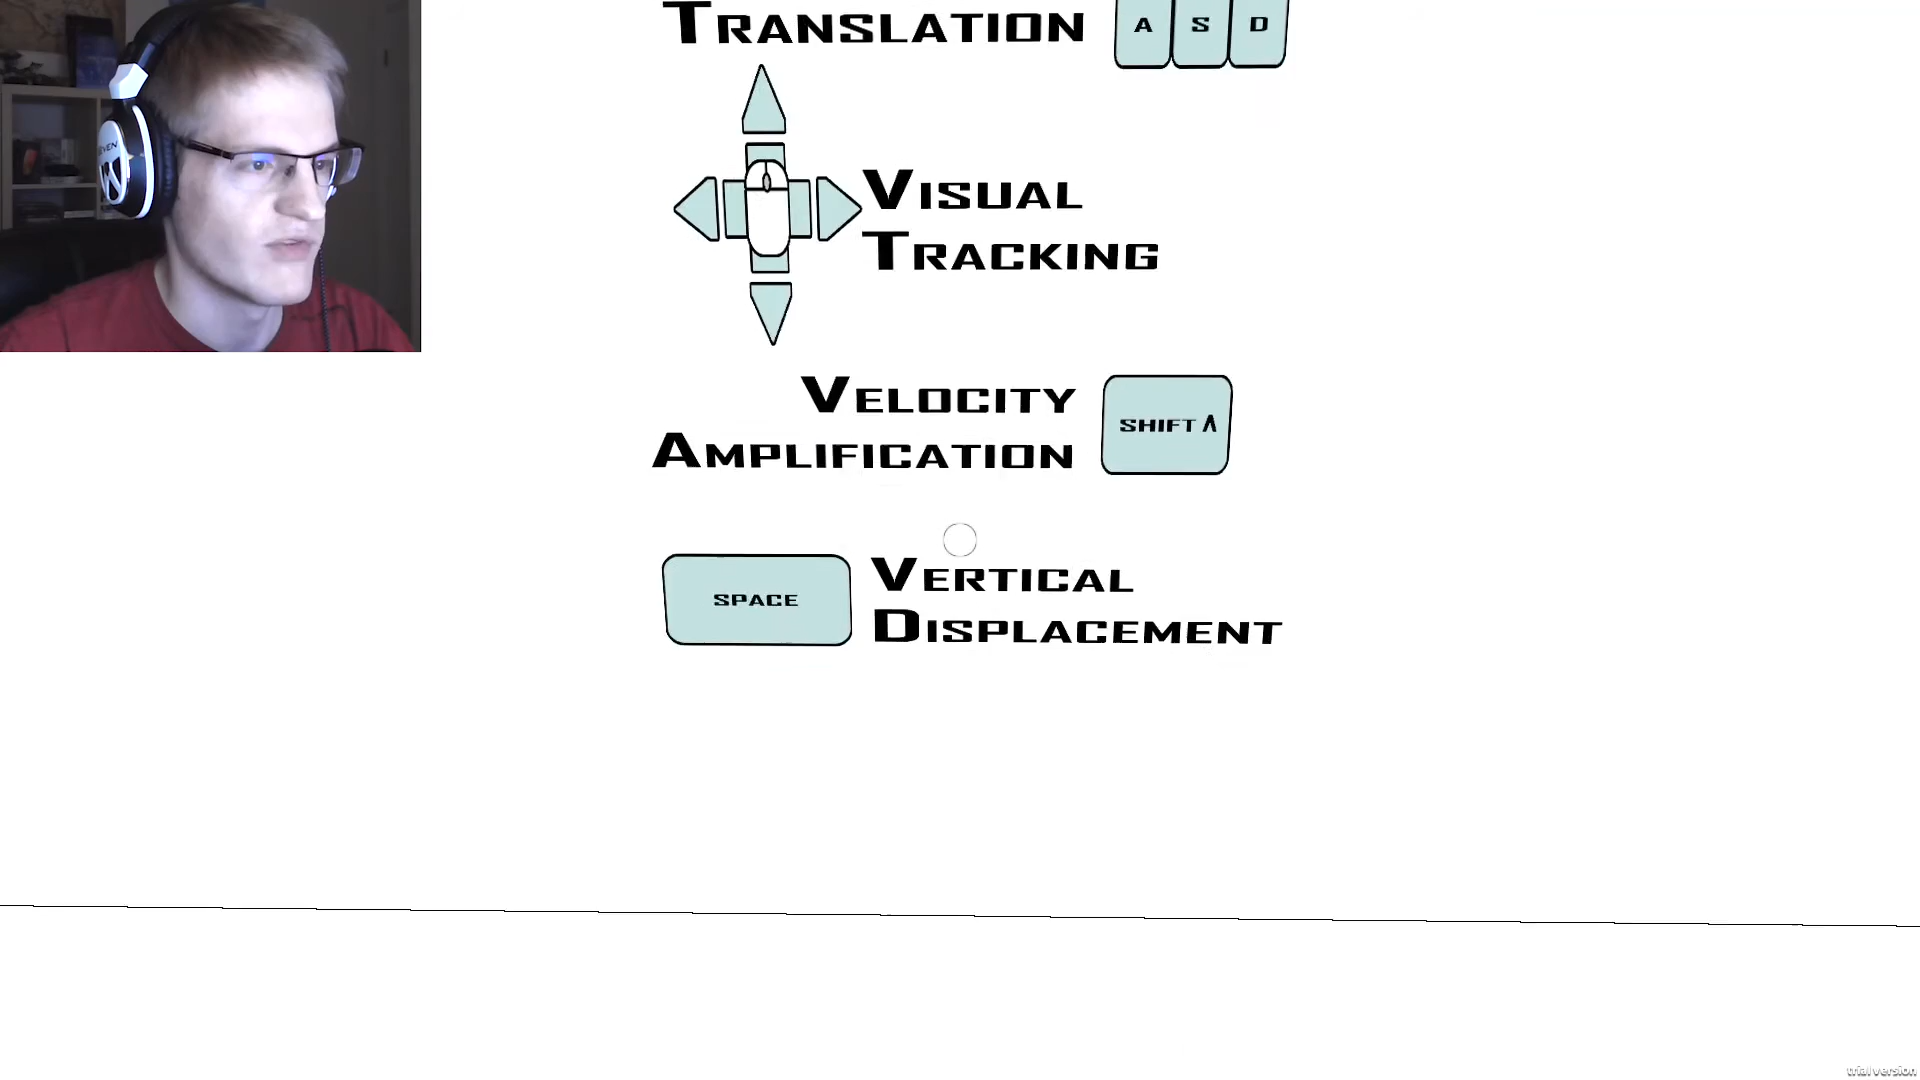 TRANSLATION
A S D
VISUAL
TRACKING
VELOCITY
AMPLIFICATION
SHIFT
SPACE
VERTICAL
DISPLACEMENT
trial version